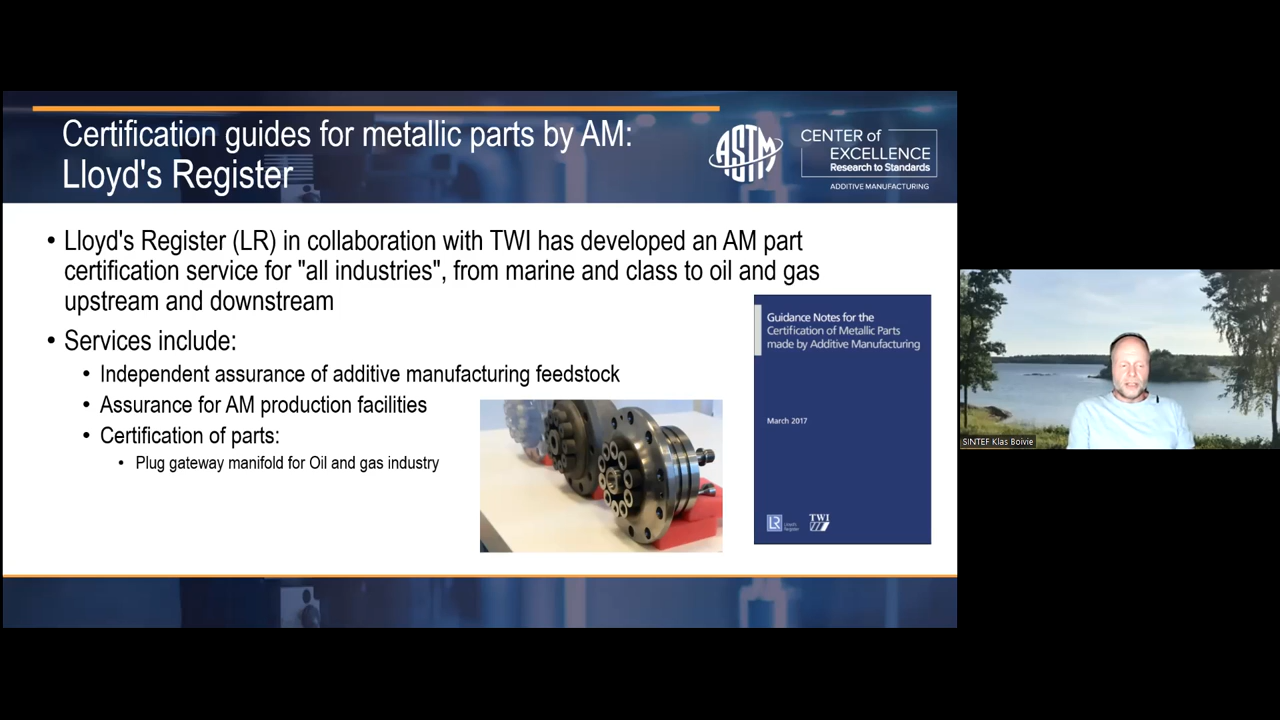 Certification guides for metallic parts by AM:
Lloyd's Register
ASTM
CENTER of
EXCELLENCE
Research to Standards
ADDITIVE MANUFACTURING
• Lloyd's Register (LR) in collaboration with TWI has developed an AM part
certification service for "all industries", from marine and class to oil and gas
upstream and downstream
• Services include:
• Independent assurance of additive manufacturing feedstock
• Assurance for AM production facilities
• Certification of parts:
• Plug gateway manifold for Oil and gas industry
Guidance Notes for the
Certification of Metallic Parts
made by Additive Manufacturing
March 2017
LR
Lloyd's
Register
TWI
SINTEF Klas Boivie